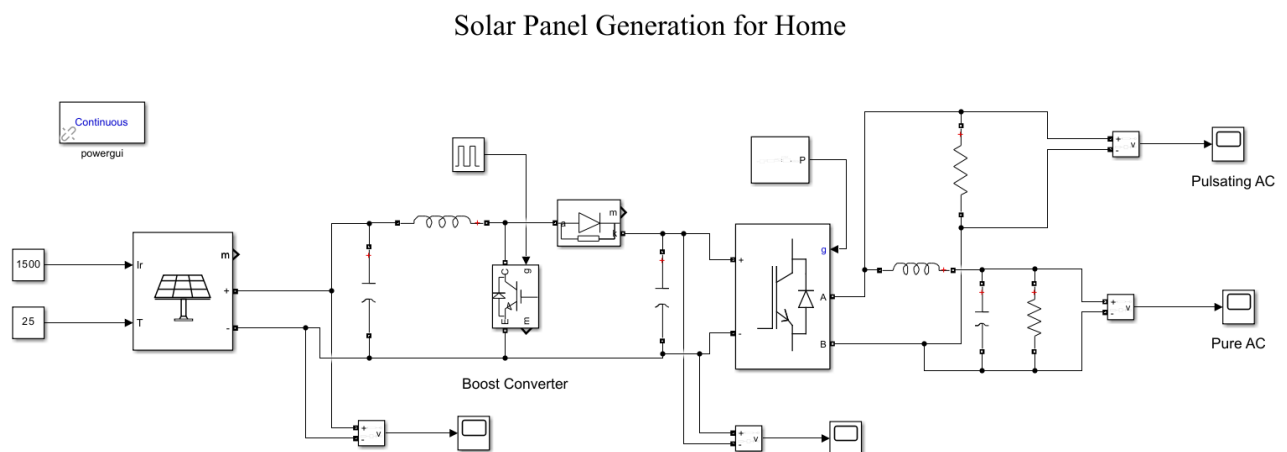 Solar Panel Generation for Home
Continuous
powergui
1500
25
Ir
T
m
+
-
g
C
E
m
a
k
m
Boost Converter
+
-
v
P
g
+
-
A
B
+
-
v
+
-
v
Pulsating AC
+
-
v
Pure AC